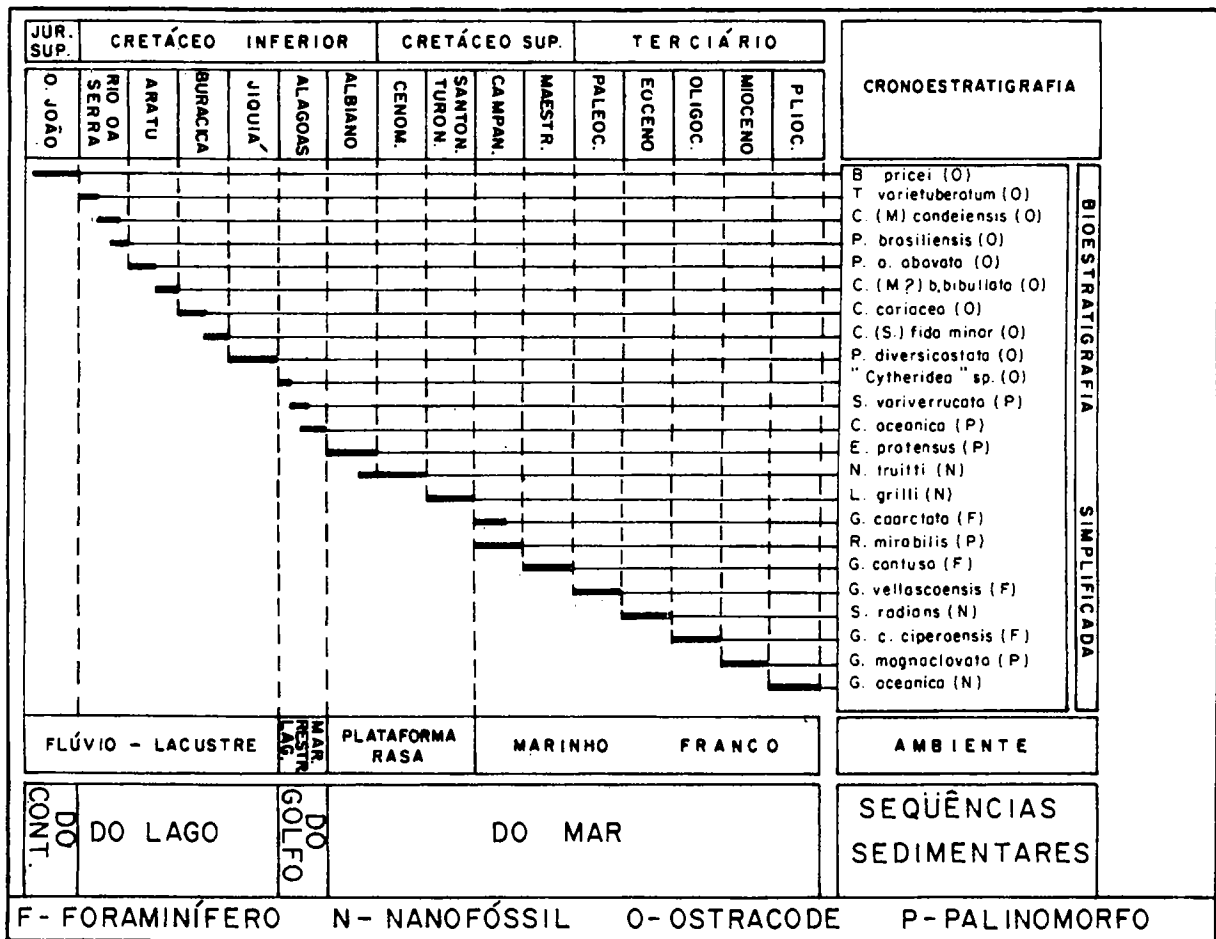 JUR. SUP.
CRETÁCEO INFERIOR
CRETÁCEO SUP.
TERCIÁRIO
CRONOESTRATIGRAFIA
D. JOÃO
RIO DA SERRA
ARATU
BURACICA
JIQUIÁ
ALAGOAS
ALBIANO
CENOM.
SANTON. TURON.
CAMPAN.
MAESTR.
PALEOC.
EOCENO
OLIGOC.
MIOCENO
PLIOC.
B pricei (O)
T varietuberatum (O)
C. (M) candeiensis (O)
P. brasiliensis (O)
P. o. obovata (O)
C. (M?) b,bibullata (O)
C. coriacea (O)
C. (S.) fida minor (O)
P. diversicostata (O)
"Cytheridea" sp. (O)
S. variverrucata (P)
C. oceanica (P)
E. protensus (P)
N. truitti (N)
L. grilli (N)
G. coarctata (F)
R. mirabilis (P)
G. contusa (F)
G. vellascoensis (F)
S. radians (N)
G. c. ciperoensis (F)
G. magnaclavata (P)
G. oceanica (N)
BIOESTRATIGRAFIA SIMPLIFICADA
FLÚVIO - LACUSTRE
MAR. RESTR. LAG.
PLATAFORMA RASA
MARINHO FRANCO
AMBIENTE
DO CONT.
DO LAGO
DO GOLFO
DO MAR
SEQÜÊNCIAS
SEDIMENTARES
F- FORAMINÍFERO N- NANOFÓSSIL O-OSTRACODE P-PALINOMORFO